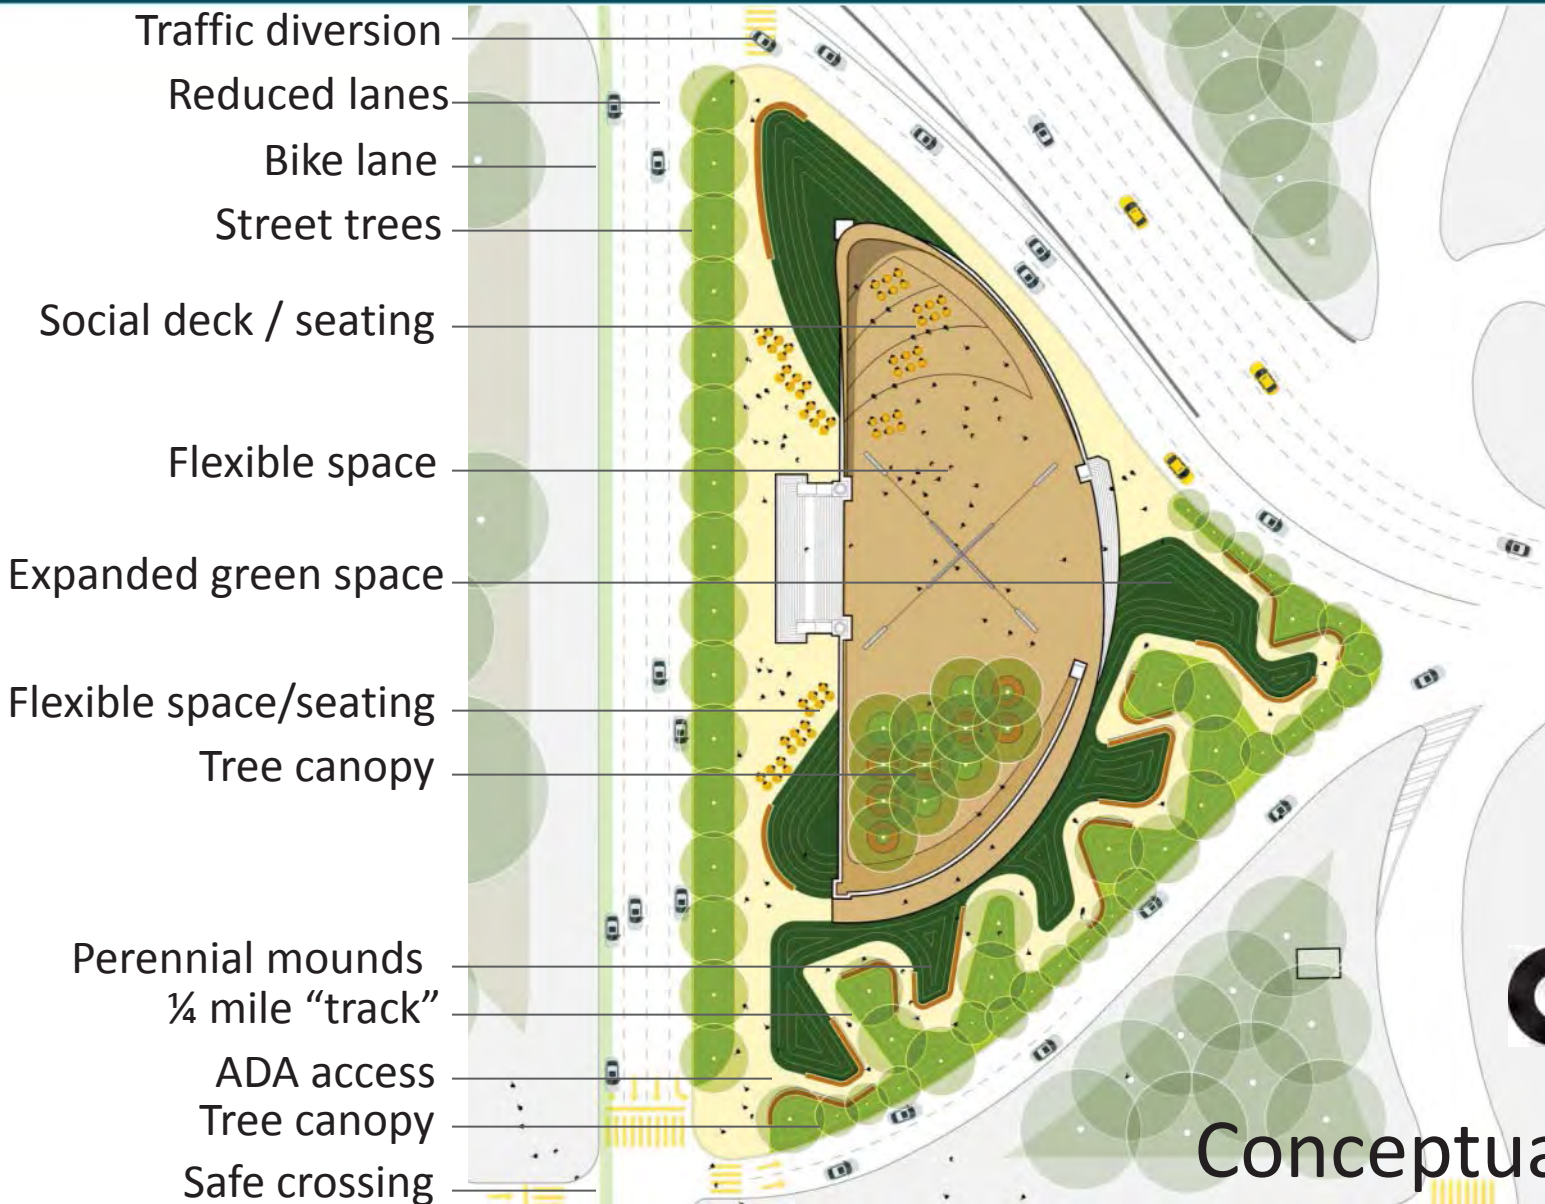 Traffic diversion
Reduced lanes
Bike lane
Street trees
Social deck / seating
Flexible space
Expanded green space
Flexible space/seating
Tree canopy
Perennial mounds
¼ mile “track”
ADA access
Tree canopy
Safe crossing